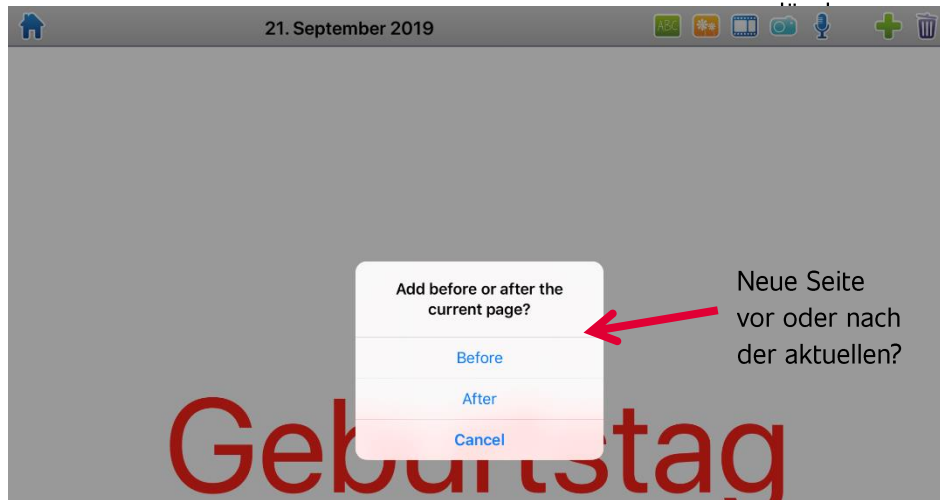 21. September 2019
ABC
Add before or after the
current page?
Before
After
Cancel
Neue Seite
vor oder nach
der aktuellen?
Geburtstag